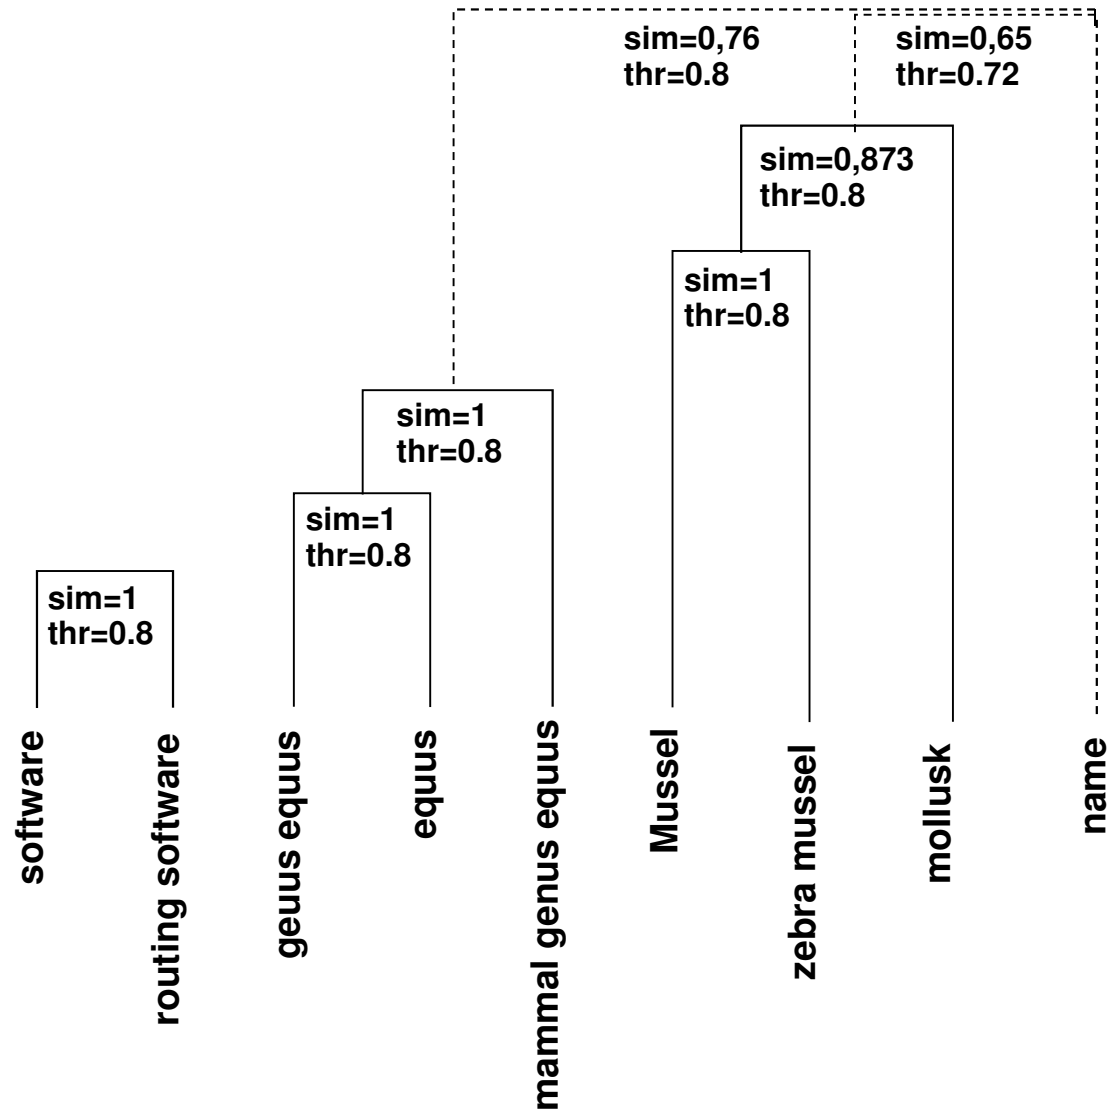 sim=0,76
thr=0.8
sim=0,65
thr=0.72
sim=0,873
thr=0.8
sim=1
thr=0.8
sim=1
thr=0.8
sim=1
thr=0.8
sim=1
thr=0.8
software
routing software
geuus equus
equus
mammal genus equus
Mussel
zebra mussel
mollusk
name